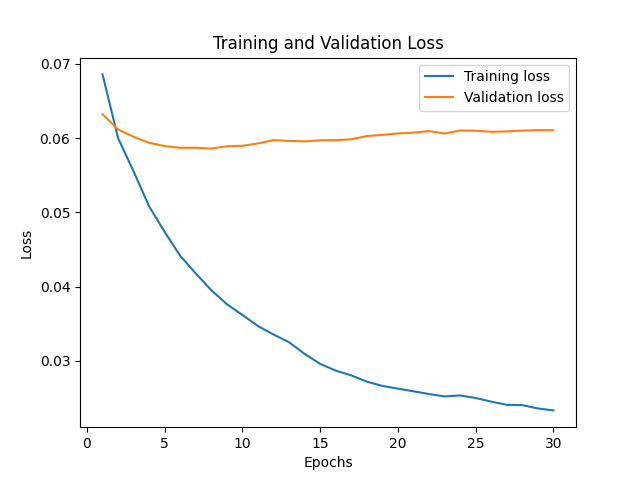 Training and Validation Loss
Training loss
Validation loss
0.07
0.06
0.05
0.04
0.03
Loss
0 5 10 15 20 25 30
Epochs